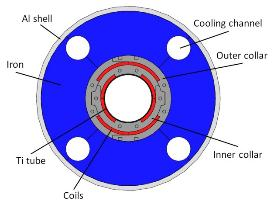 Al shell
Cooling channel
Iron
Outer collar
Ti tube
Inner collar
Coils